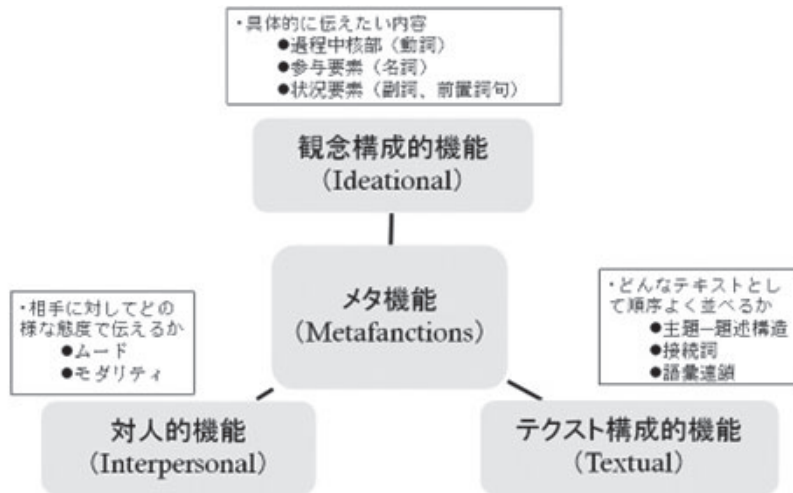 ・具体的に伝えたい内容
●過程中核部（動詞）
●参与要素（名詞）
●状況要素（副詞、前置詞句）
観念構成的機能
（Ideational）
メタ機能
（Metafanctions）
・相手に対してどの
様な態度で伝えるか
●ムード
●モダリティ
対人的機能
（Interpersonal）
・どんなテキストとし
て順序よく並べるか
●主題—題述構造
●接続詞
●語彙連鎖
テクスト構成的機能
（Textual）